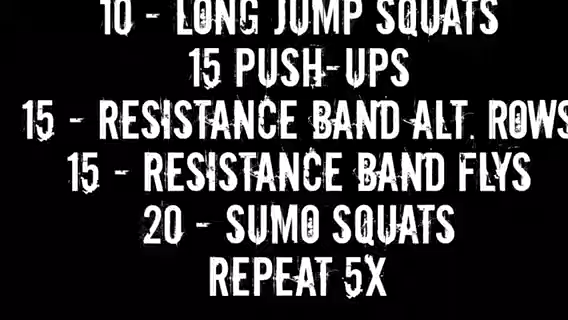 10 - LONG JUMP SQUATS
15 PUSH-UPS
15 - RESISTANCE BAND ALT. ROWS
15 - RESISTANCE BAND FLYS
20 - SUMO SQUATS
REPEAT 5X